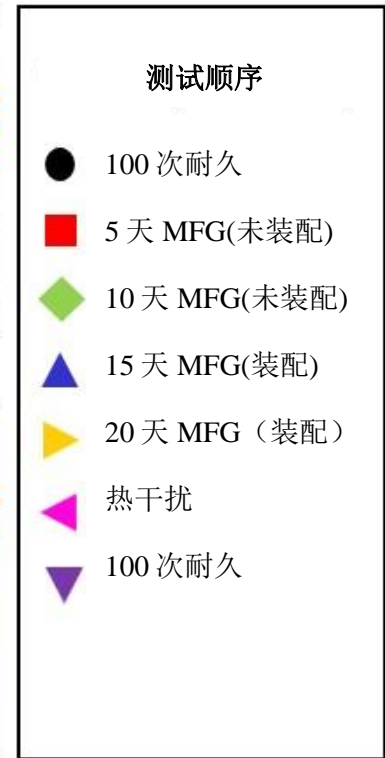 测试顺序
100 次耐久
5 天 MFG(未装配)
10 天 MFG(未装配)
15 天 MFG(装配)
20 天 MFG（装配）
热干扰
100 次耐久